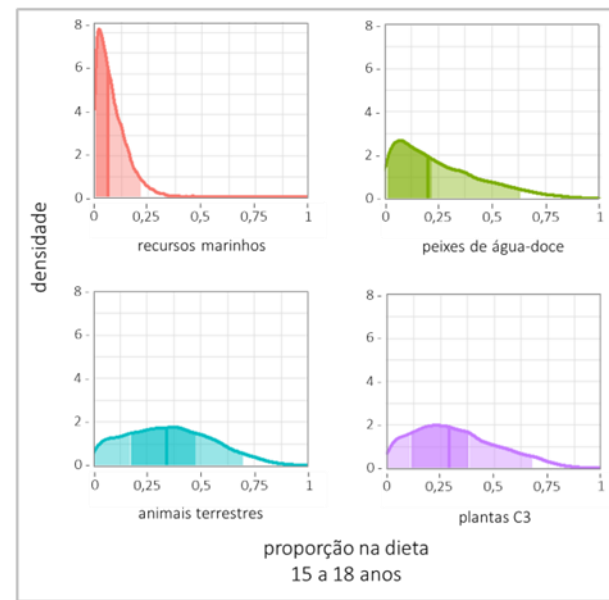 densidade
8 -
6 -
4 -
2 -
0 -
0 0,25 0,5 0,75 1
recursos marinhos
8 -
6 -
4 -
2 -
0 -
0 0,25 0,5 0,75 1
peixes de água-doce
8 -
6 -
4 -
2 -
0 -
0 0,25 0,5 0,75 1
animais terrestres
8 -
6 -
4 -
2 -
0 -
0 0,25 0,5 0,75 1
plantas C3
proporção na dieta
15 a 18 anos